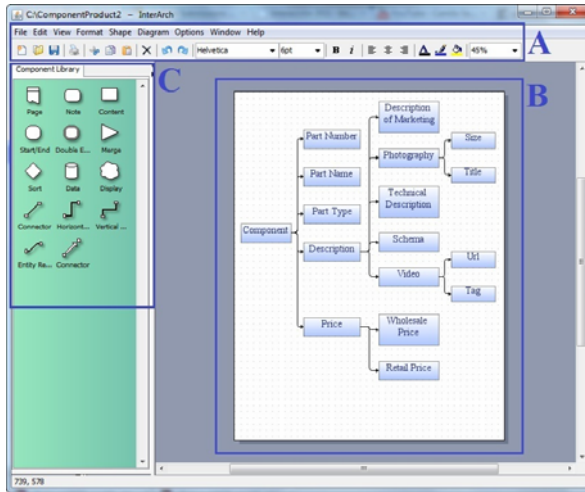 C:\ComponentProduct2 – InterArch
File Edit View Format Shape Diagram Options Window Help
A
Helvetica 6pt B i 45%
Component Library
C
B
Page Note Content
Start/End Double E... Merge
Sort Data Display
Connector Horizont... Vertical ...
Entity Re... Connector
Component
Part Number
Part Name
Part Type
Description
Price
Description
of Marketing
Photography
Technical
Description
Schema
Video
Wholesale
Price
Retail Price
Size
Title
Url
Tag
739, 578